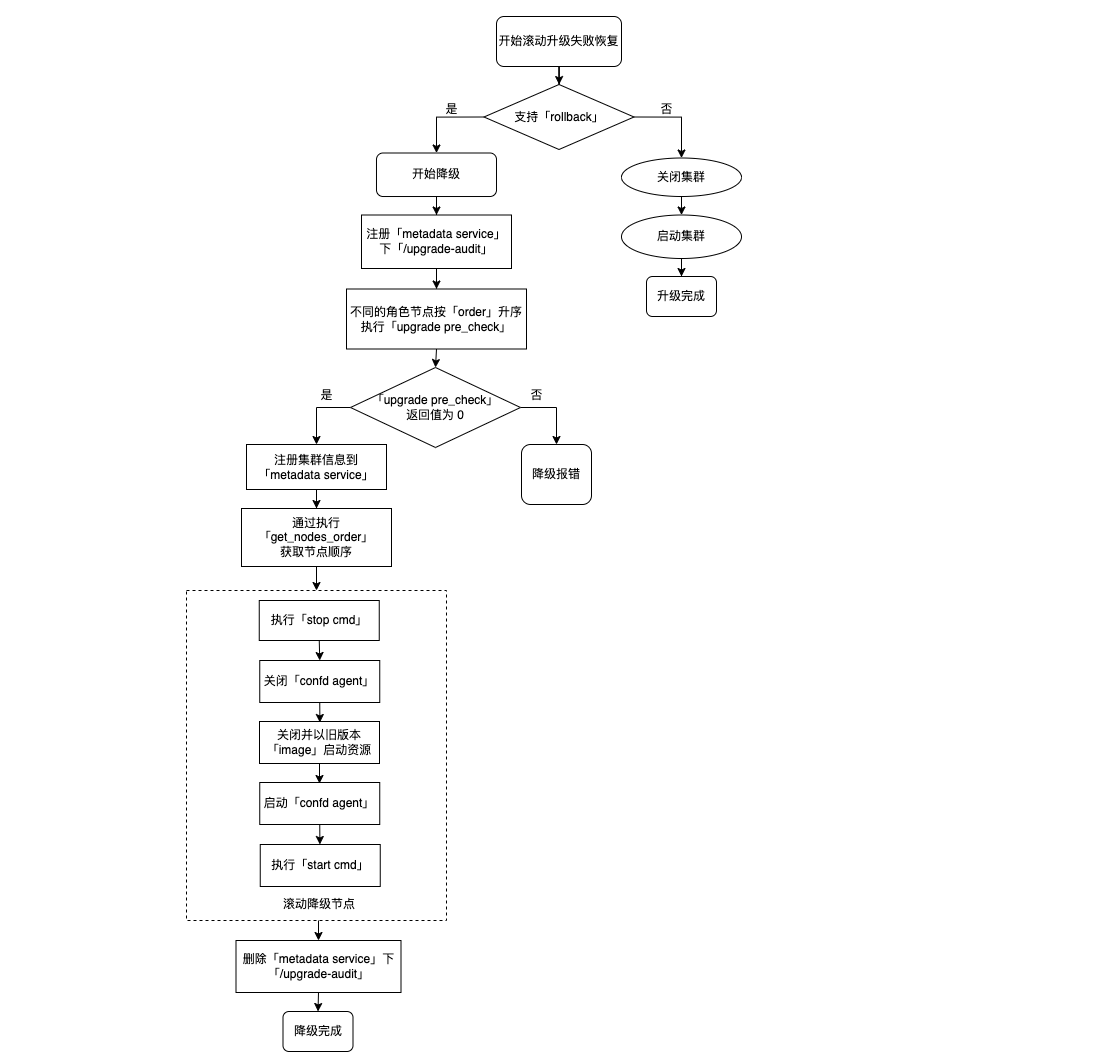 开始滚动升级失败恢复
支持「rollback」
是
否
开始降级
关闭集群
注册「metadata service」
下「/upgrade-audit」
启动集群
升级完成
不同的角色节点按「order」升序
执行「upgrade pre_check」
「upgrade pre_check」
返回值为 0
是
否
注册集群信息到
「metadata service」
降级报错
通过执行
「get_nodes_order」
获取节点顺序
执行「stop cmd」
关闭「confd agent」
关闭并以旧版本
「image」启动资源
启动「confd agent」
执行「start cmd」
滚动降级节点
删除「metadata service」下
「/upgrade-audit」
降级完成